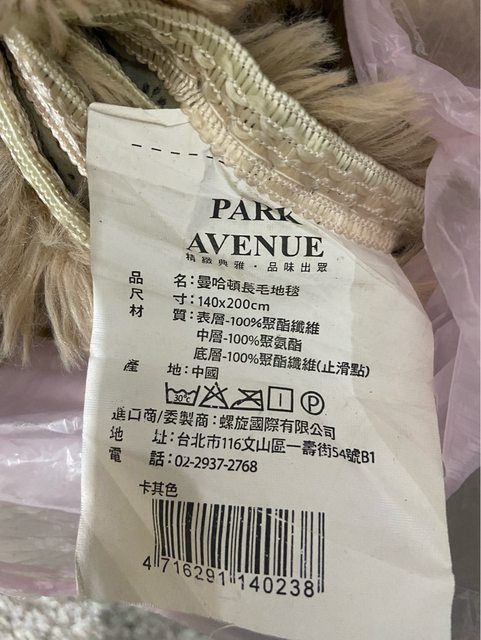 PARK
AVENUE
精緻典雅・品味出眾
品 名：曼哈頓長毛地毯
尺 寸：140x200cm
材 質：表層-100%聚酯纖維
中層-100%聚氨酯
底層-100%聚酯纖維(止滑點)
產 地：中國
30°C P
進口商/委製商：螺旋國際有限公司
地 址：台北市116文山區一壽街54號B1
電 話：02-2937-2768
卡其色
4 716291 140238